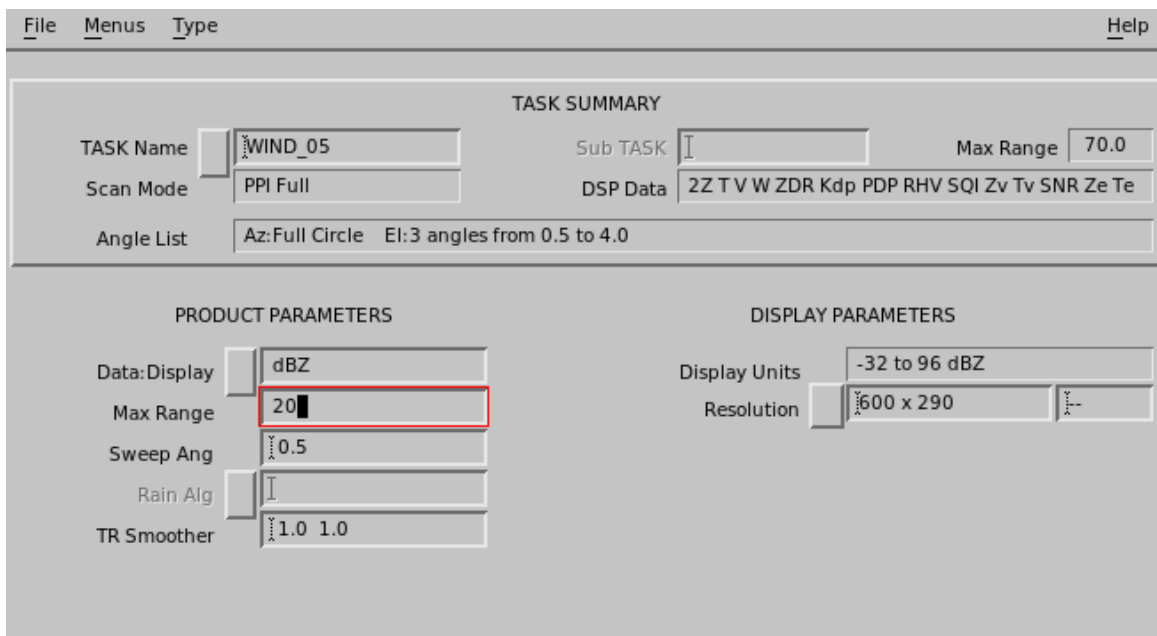 File Menus Type Help
TASK SUMMARY
TASK Name WIND_05 Sub TASK Max Range 70.0
Scan Mode PPI Full DSP Data 2Z T V W ZDR Kdp PDP RHV SQI Zv Tv SNR Ze Te
Angle List Az:Full Circle El:3 angles from 0.5 to 4.0
PRODUCT PARAMETERS DISPLAY PARAMETERS
Data:Display dBZ Display Units -32 to 96 dBZ
Max Range 20 Resolution 600 x 290 --
Sweep Ang 0.5
Rain Alg
TR Smoother 1.0 1.0